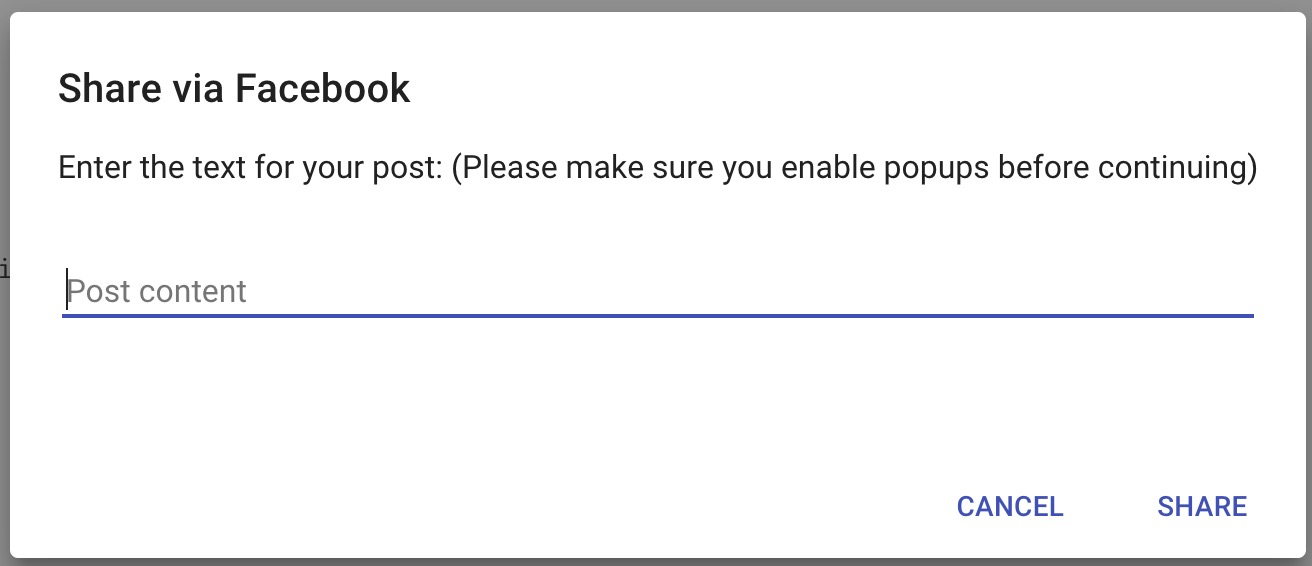 Share via Facebook
Enter the text for your post: (Please make sure you enable popups before continuing)
i
Post content
CANCEL SHARE